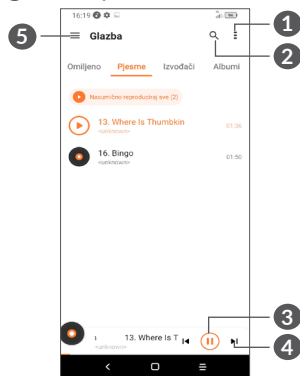 16:19
Glazba
Omiljeno Pjesme Izvođači Albumi
Nasumično reproduciraj sve (2)
13. Where Is Thumbkin 01:36
<unknown>
16. Bingo 01:50
<unknown>
13. Where Is T
<unknown>
1
2
3
4
5